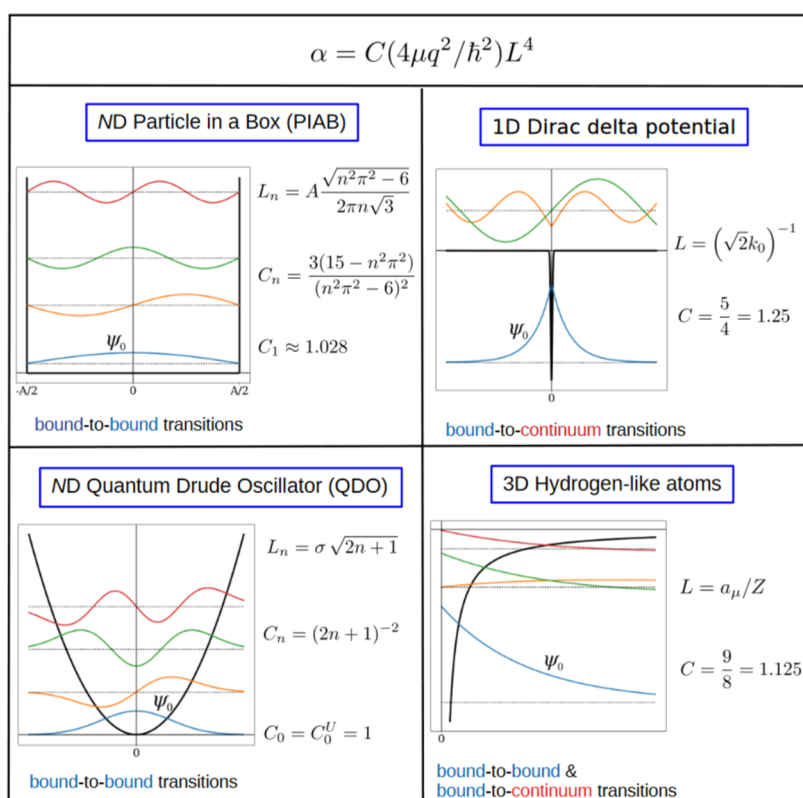 α = C(4μq²/ħ²)L⁴
ND Particle in a Box (PIAB)
Lₙ = A √(n²π² − 6) / (2πn√3)
Cₙ = 3(15 − n²π²) / (n²π² − 6)²
C₁ ≈ 1.028
ψ₀
-A/2 0 A/2
bound-to-bound transitions
1D Dirac delta potential
L = (√2k₀)⁻¹
C = 5/4 = 1.25
ψ₀
0
bound-to-continuum transitions
ND Quantum Drude Oscillator (QDO)
Lₙ = σ √(2n + 1)
Cₙ = (2n + 1)⁻²
ψ₀
C₀ = C₀ᵁ = 1
0
bound-to-bound transitions
3D Hydrogen-like atoms
L = a_μ/Z
ψ₀
C = 9/8 = 1.125
0
bound-to-bound &
bound-to-continuum transitions